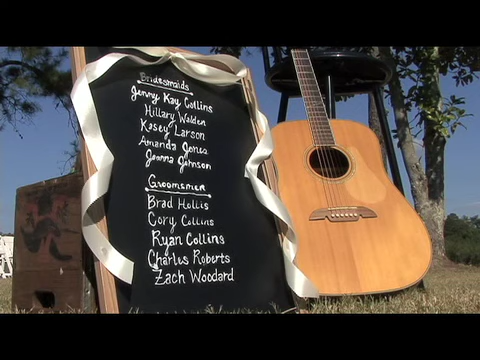 Bridesmaids
Jenny Kay Collins
Hillary Walden
Kasey Larson
Amanda Jones
Joanna Johnson
Groomsmen
Brad Hollis
Cory Collins
Ryan Collins
Charles Roberts
Zach Woodard